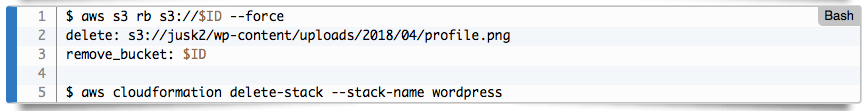 Bash
1 $ aws s3 rb s3://$ID --force
2 delete: s3://jusk2/wp-content/uploads/2018/04/profile.png
3 remove_bucket: $ID
4
5 $ aws cloudformation delete-stack --stack-name wordpress